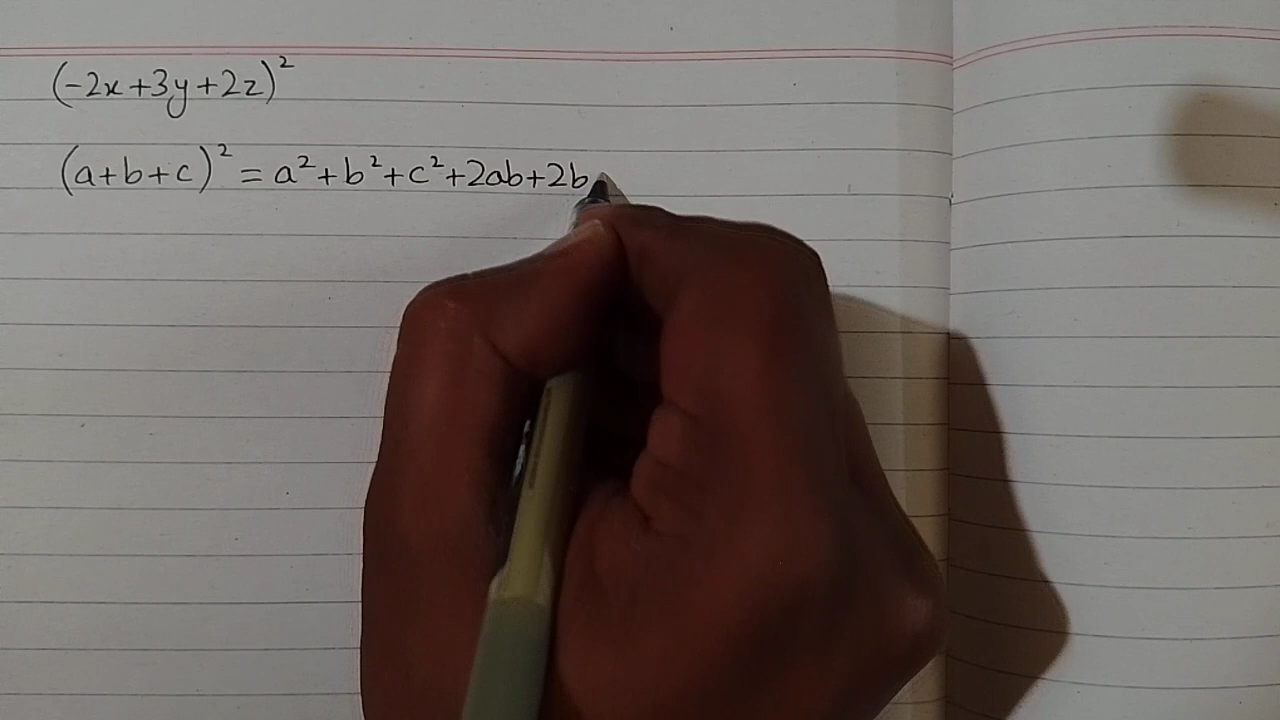 (-2x+3y+2z)²
(a+b+c)² = a²+b²+c²+2ab+2b